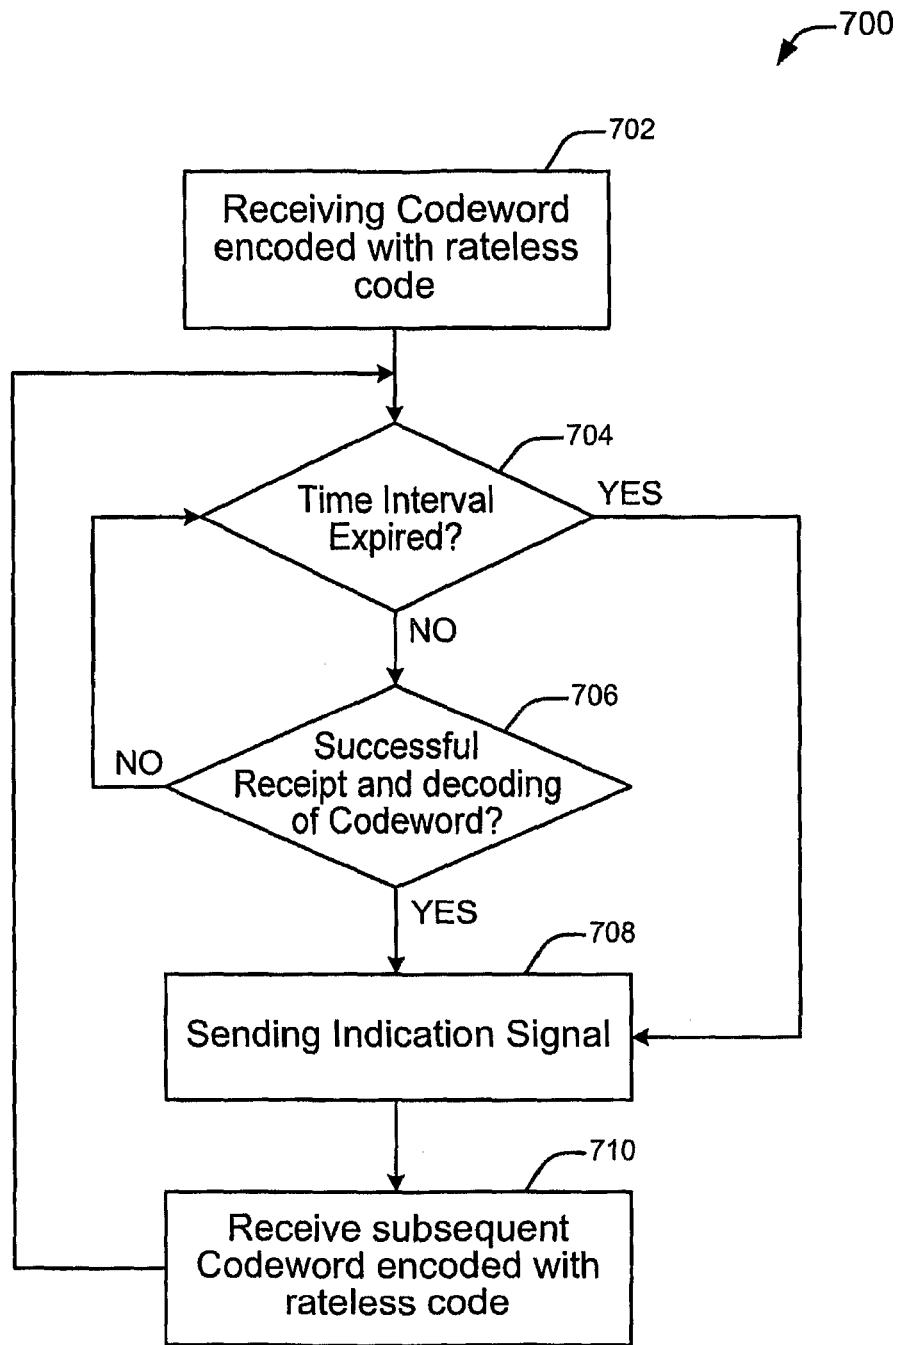 700
702
Receiving Codeword
encoded with rateless
code
704
Time Interval
Expired?
YES
NO
706
Successful
Receipt and decoding
of Codeword?
NO
YES
708
Sending Indication Signal
710
Receive subsequent
Codeword encoded with
rateless code